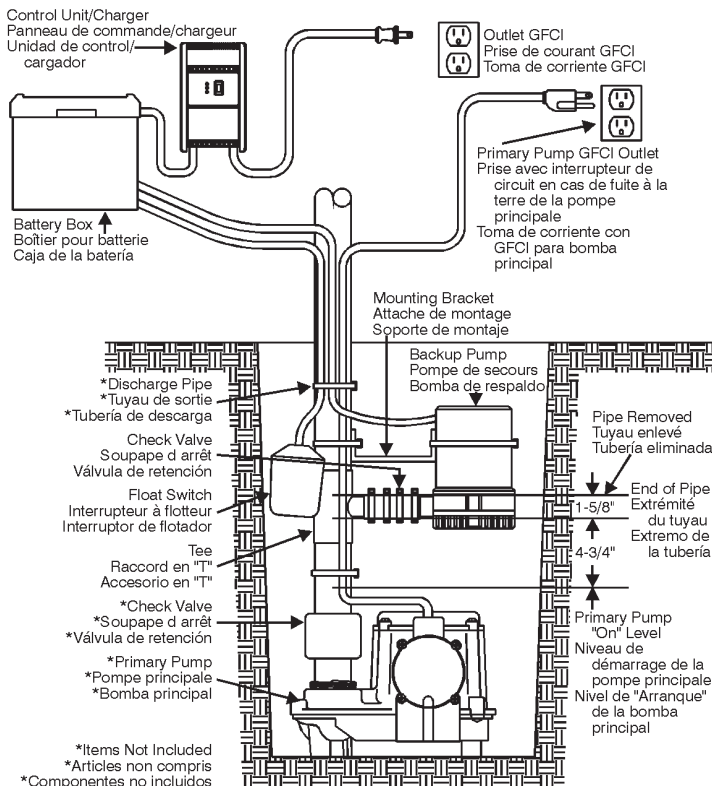 Control Unit/Charger
Panneau de commande/chargeur
Unidad de control/
cargador
Outlet GFCI
Prise de courant GFCI
Toma de corriente GFCI
Primary Pump GFCI Outlet
Prise avec interrupteur de
circuit en cas de fuite à la
terre de la pompe
principale
Toma de corriente con
GFCI para bomba
principal
Battery Box
Boîtier pour batterie
Caja de la batería
Mounting Bracket
Attache de montage
Soporte de montaje
Backup Pump
Pompe de secours
Bomba de respaldo
*Discharge Pipe
*Tuyau de sortie
*Tubería de descarga
Check Valve
Soupape d arrêt
Válvula de retención
Float Switch
Interrupteur à flotteur
Interruptor de flotador
Tee
Raccord en "T"
Accesorio en "T"
*Check Valve
*Soupape d arrêt
*Válvula de retención
*Primary Pump
*Pompe principale
*Bomba principal
*Items Not Included
*Articles non compris
*Componentes no incluidos
Pipe Removed
Tuyau enlevé
Tubería eliminada
1-5/8"
End of Pipe
Extrémité
du tuyau
Extremo de
la tubería
4-3/4"
Primary Pump
"On" Level
Niveau de
démarrage de la
pompe principale
Nivel de "Arranque"
de la bomba
principal